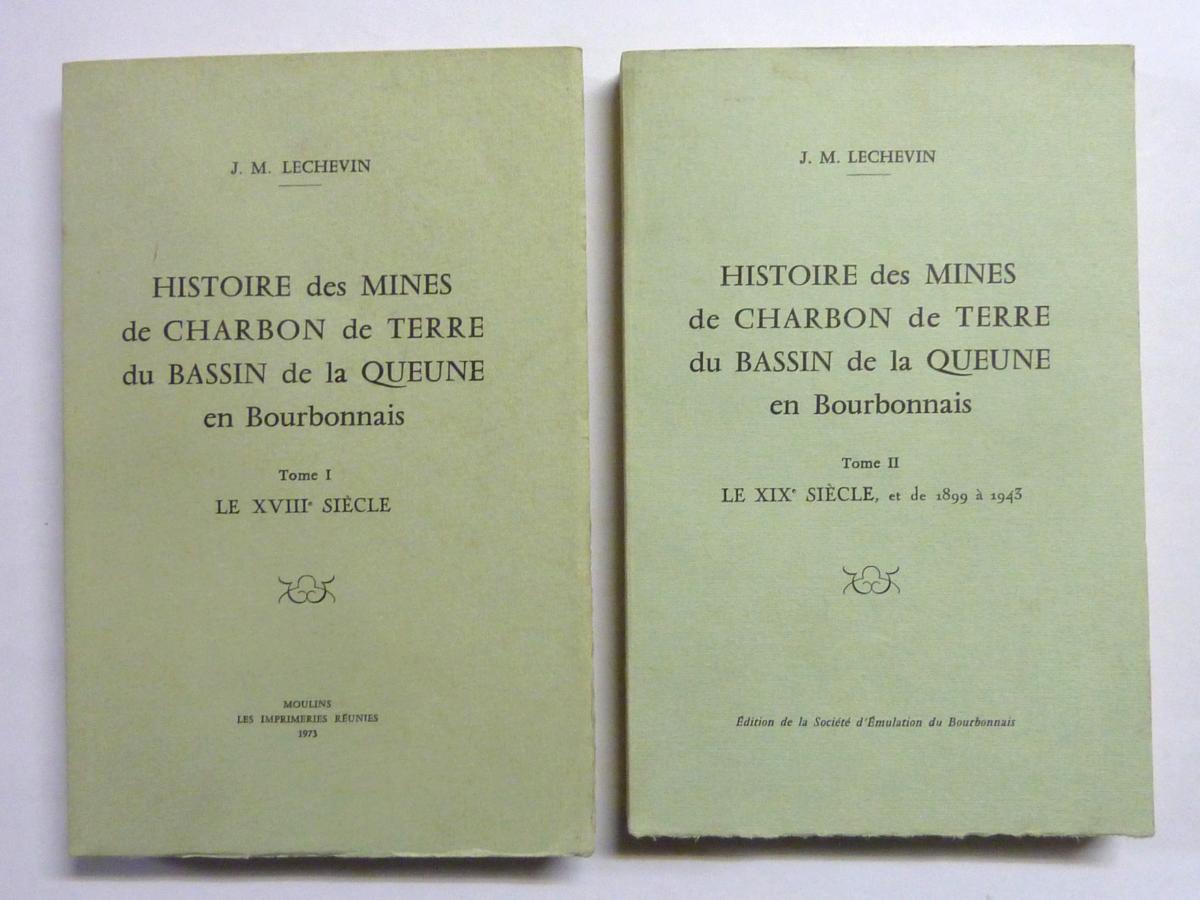 J. M. LECHEVIN
HISTOIRE des MINES
de CHARBON de TERRE
du BASSIN de la QUEUNE
en Bourbonnais
Tome I
LE XVIIIe SIÈCLE
MOULINS
LES IMPRIMERIES RÉUNIES
1973
J. M. LECHEVIN
HISTOIRE des MINES
de CHARBON de TERRE
du BASSIN de la QUEUNE
en Bourbonnais
Tome II
LE XIXe SIÈCLE, et de 1899 à 1943
Édition de la Société d'Émulation du Bourbonnais